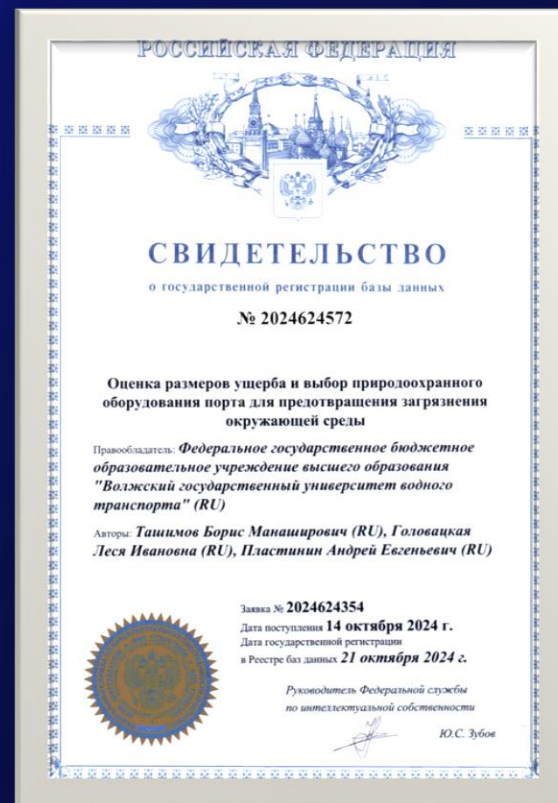 РОССИЙСКАЯ ФЕДЕРАЦИЯ
СВИДЕТЕЛЬСТВО
о государственной регистрации базы данных
№ 2024624572
Оценка размеров ущерба и выбор природоохранного
оборудования порта для предотвращения загрязнения
окружающей среды
Правообладатель: Федеральное государственное бюджетное
образовательное учреждение высшего образования
"Волжский государственный университет водного
транспорта" (RU)
Авторы: Ташимов Борис Манаширович (RU), Головацкая
Леся Ивановна (RU), Пластинин Андрей Евгеньевич (RU)
Заявка № 2024624354
Дата поступления 14 октября 2024 г.
Дата государственной регистрации
в Реестре баз данных 21 октября 2024 г.
Руководитель Федеральной службы
по интеллектуальной собственности
Ю.С. Зубов